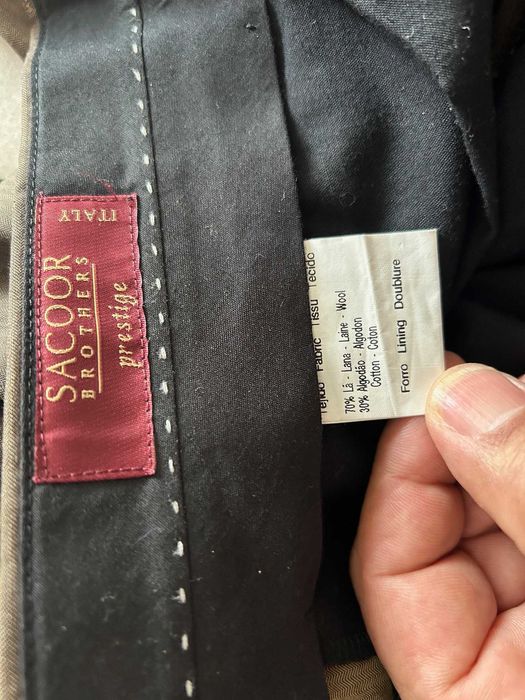 SACOOR
BROTHERS
prestige
ITALY
Tejido Fabric Tissu Tecido
70% Lã - Lana - Laine - Wool
30% Algodão - Algodon
Cotton - Coton
Forro Lining Doublure